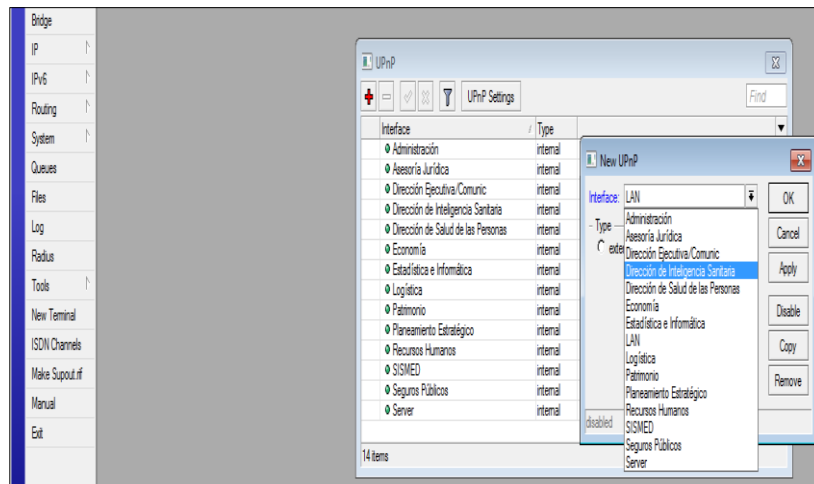 Bridge
IP
IPv6
Routing
System
Queues
Files
Log
Radius
Tools
New Terminal
ISDN Channels
Make Supout.rif
Manual
Exit
UPnP
UPnP Settings
Find
Interface Type
Administración internal
Asesoría Jurídica internal
Dirección Ejecutiva/Comunic internal
Dirección de Inteligencia Sanitaria internal
Dirección de Salud de las Personas internal
Economía internal
Estadística e Informática internal
Logística internal
Patrimonio internal
Planeamiento Estratégico internal
Recursos Humanos internal
SISMED internal
Seguros Públicos internal
Server internal
14 items
New UPnP
Interface: LAN
Type
exte
Administración
Asesoría Jurídica
Dirección Ejecutiva/Comunic
Dirección de Inteligencia Sanitaria
Dirección de Salud de las Personas
Economía
Estadística e Informática
LAN
Logística
Patrimonio
Planeamiento Estratégico
Recursos Humanos
SISMED
Seguros Públicos
Server
OK
Cancel
Apply
Disable
Copy
Remove
disabled